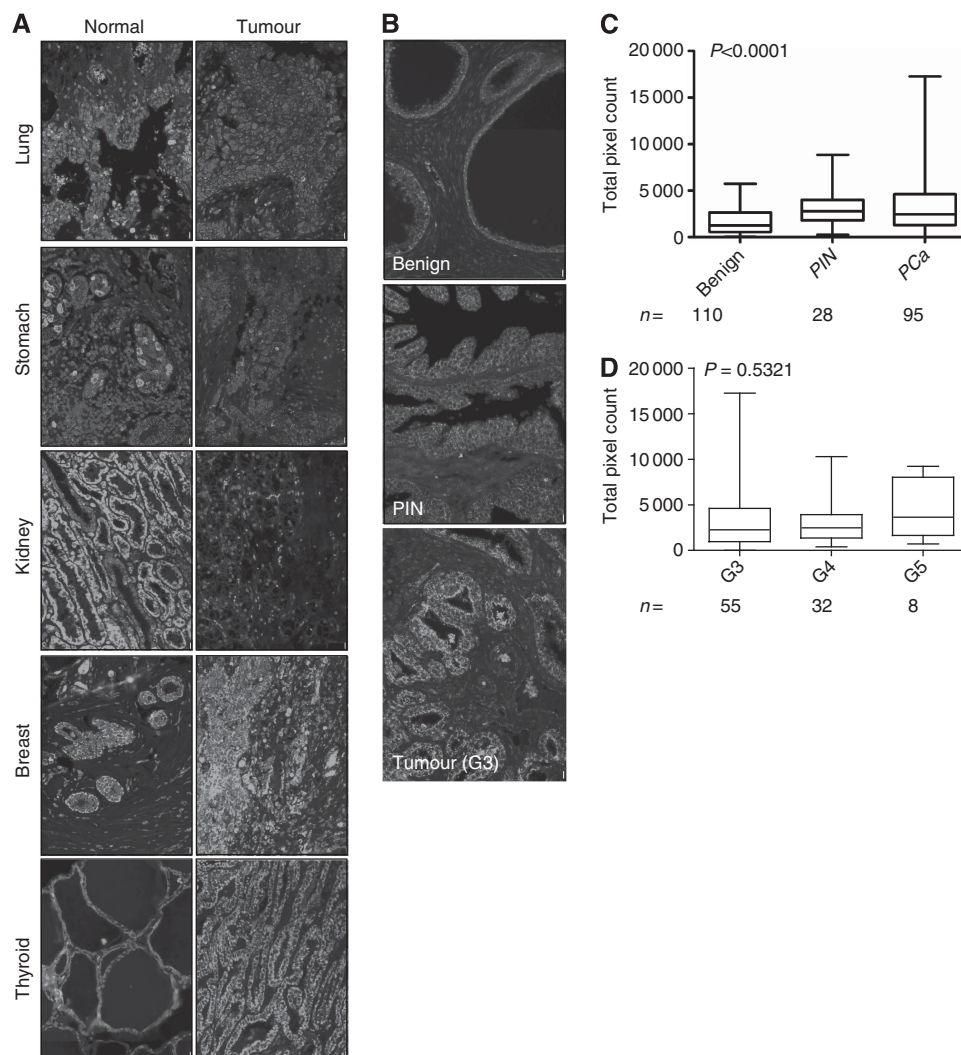 A
Normal
Tumour
Lung
Stomach
Kidney
Breast
Thyroid
B
Benign
PIN
Tumour (G3)
C
P<0.0001
Total pixel count
20 000
15 000
10 000
5 000
0
Benign
PIN
PCa
n= 110 28 95
D
P = 0.5321
Total pixel count
20 000
15 000
10 000
5 000
0
G3
G4
G5
n= 55 32 8